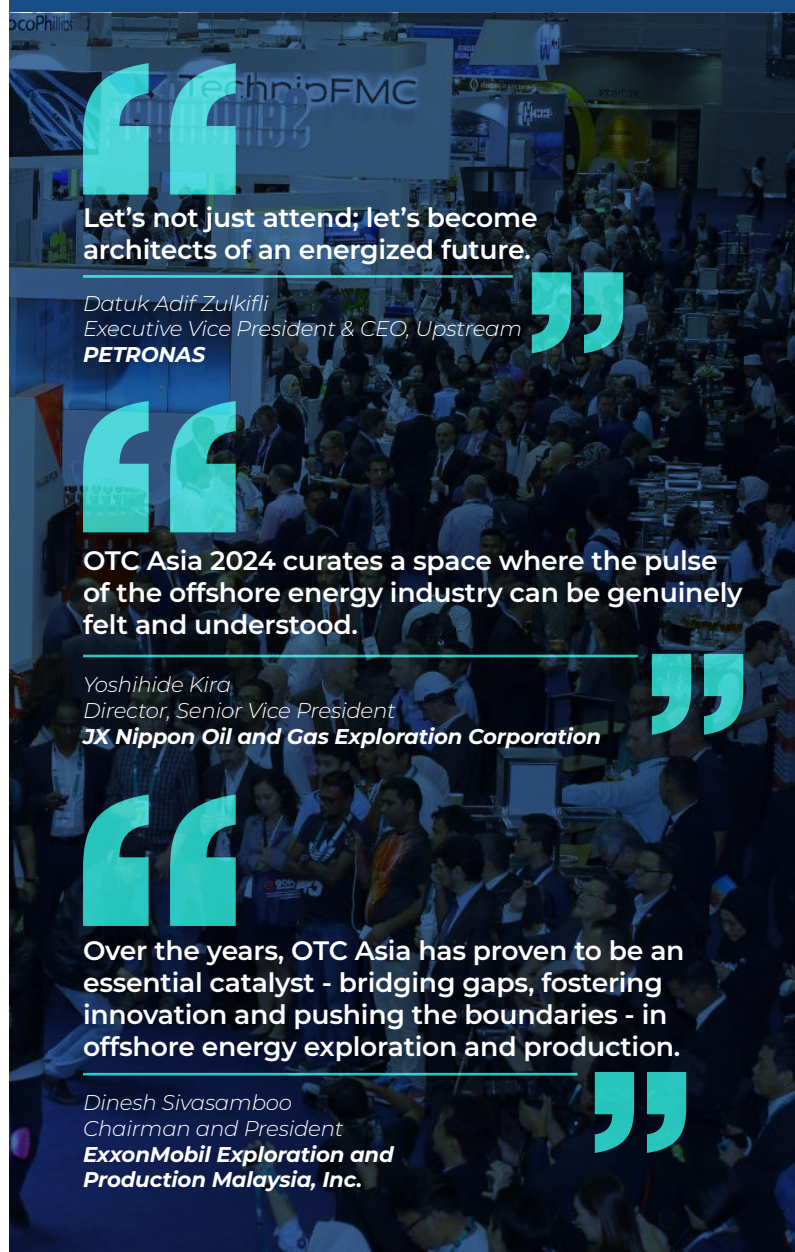 ocoPhillips
TechnipFMC
Let's not just attend; let's become
architects of an energized future.
Datuk Adif Zulkifli
Executive Vice President & CEO, Upstream
PETRONAS
OTC Asia 2024 curates a space where the pulse
of the offshore energy industry can be genuinely
felt and understood.
Yoshihide Kira
Director, Senior Vice President
JX Nippon Oil and Gas Exploration Corporation
Over the years, OTC Asia has proven to be an
essential catalyst - bridging gaps, fostering
innovation and pushing the boundaries - in
offshore energy exploration and production.
Dinesh Sivasamboo
Chairman and President
ExxonMobil Exploration and
Production Malaysia, Inc.